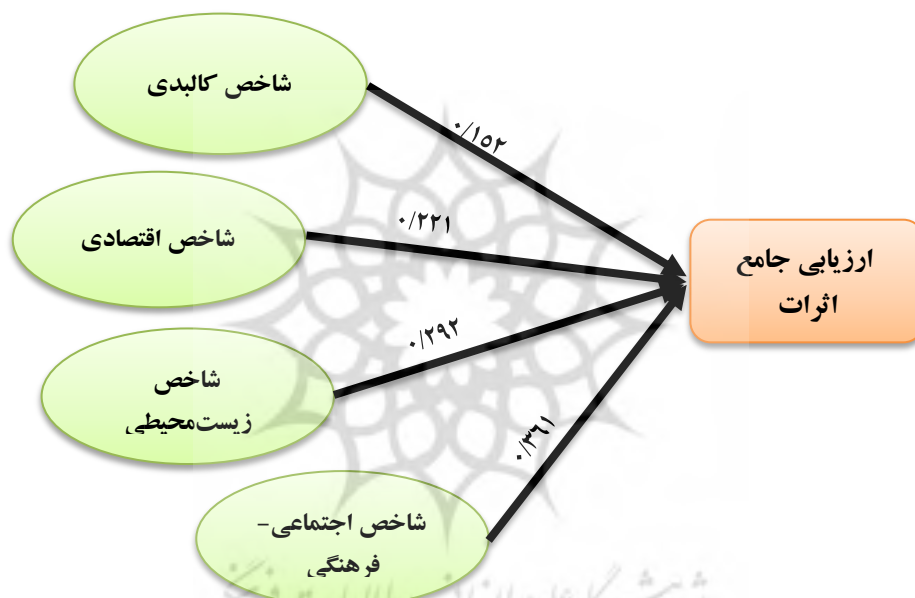 شاخص کالبدی
۰/۱۵۲
شاخص اقتصادی
۰/۲۲۱
ارزیابی جامع
اثرات
شاخص
زیست‌محیطی
۰/۲۹۲
شاخص اجتماعی-
فرهنگی
۰/۳۶۱